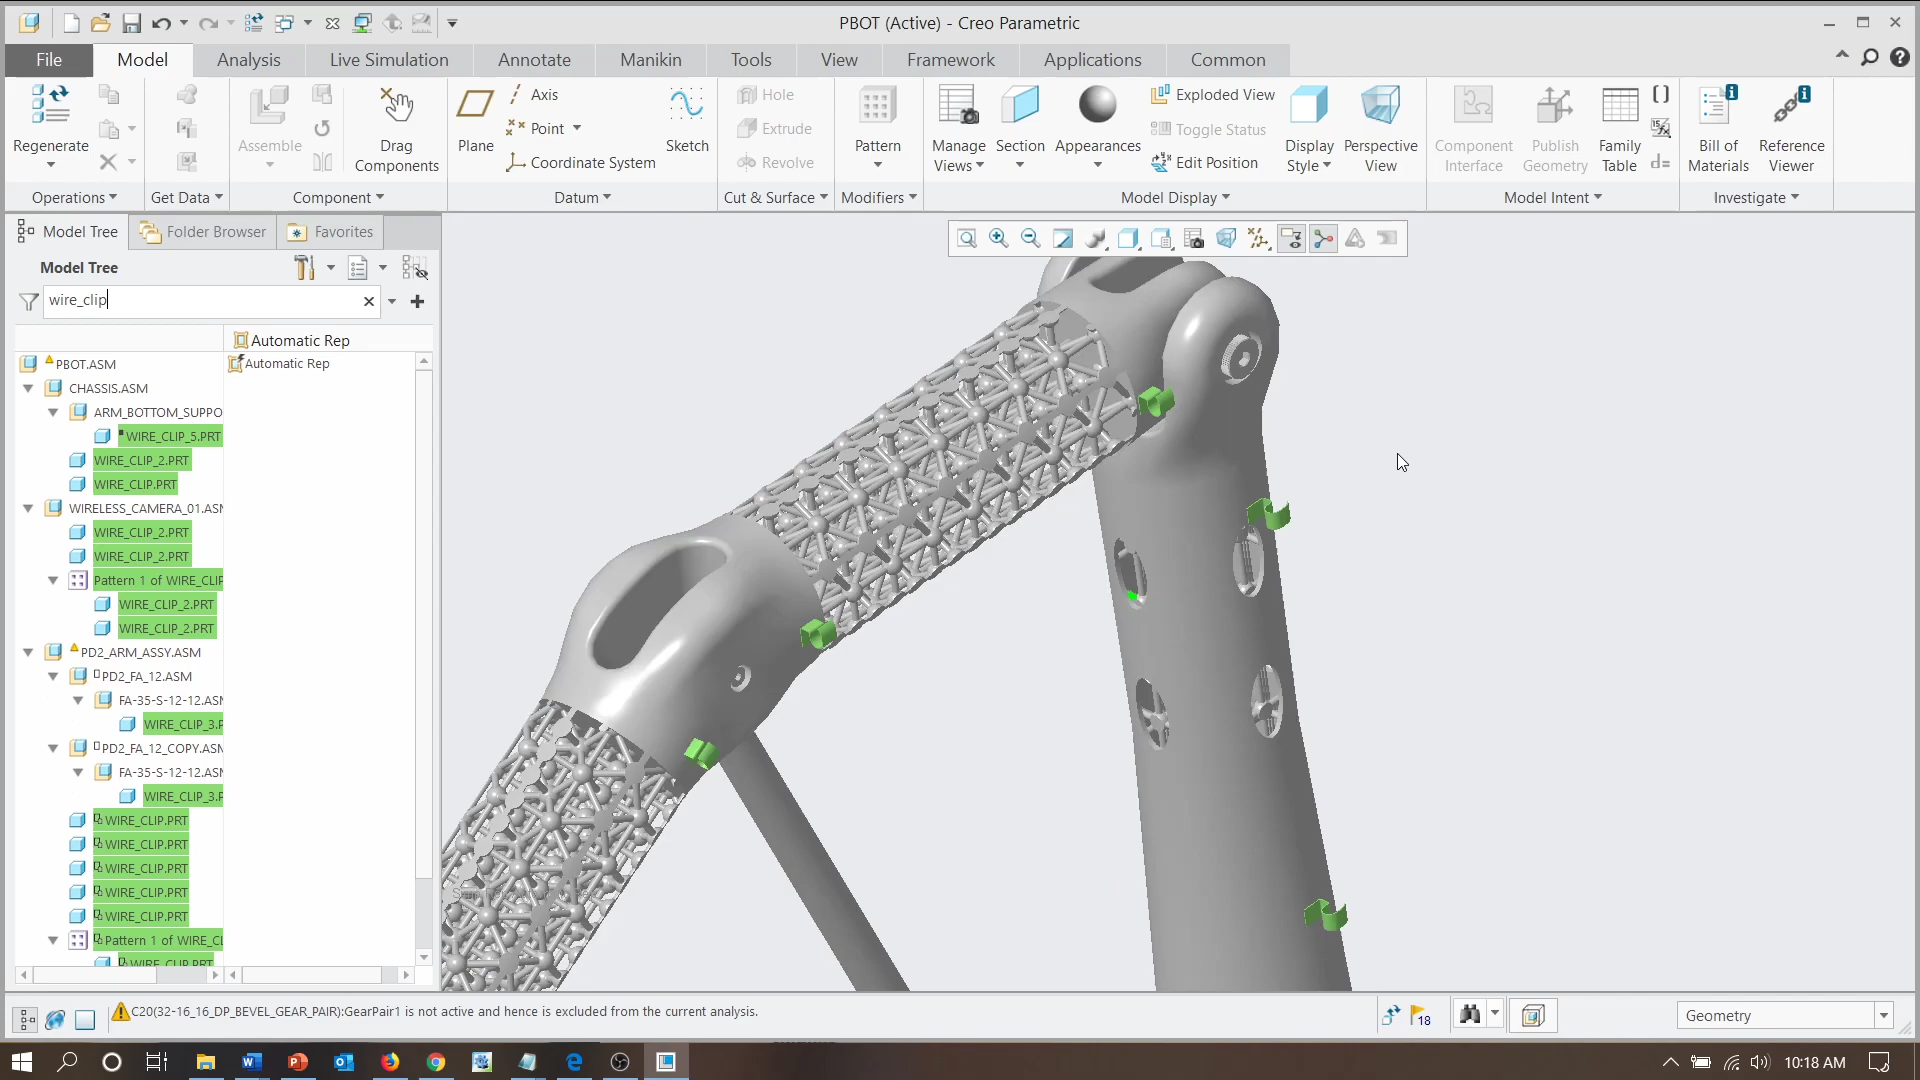 PBOT (Active) - Creo Parametric
File Model Analysis Live Simulation Annotate Manikin Tools View Framework Applications Common
Regenerate
Assemble
Drag
Components
Plane
Axis
Point
Coordinate System
Sketch
Hole
Extrude
Revolve
Pattern
Manage
Views
Section
Appearances
Exploded View
Toggle Status
Edit Position
Display
Style
Perspective
View
Component
Interface
Publish
Geometry
Family
Table
Bill of
Materials
Reference
Viewer
Operations Get Data Component Datum Cut & Surface Modifiers Model Display Model Intent Investigate
Model Tree Folder Browser Favorites
Model Tree
wire_clip
Automatic Rep
PBOT.ASM Automatic Rep
CHASSIS.ASM
ARM_BOTTOM_SUPPO
WIRE_CLIP_5.PRT
WIRE_CLIP_2.PRT
WIRE_CLIP.PRT
WIRELESS_CAMERA_01.ASM
WIRE_CLIP_2.PRT
WIRE_CLIP_2.PRT
Pattern 1 of WIRE_CLIP
WIRE_CLIP_2.PRT
WIRE_CLIP_2.PRT
PD2_ARM_ASSY.ASM
PD2_FA_12.ASM
FA-35-S-12-12.ASM
WIRE_CLIP_3.P
PD2_FA_12_COPY.ASM
FA-35-S-12-12.ASM
WIRE_CLIP_3.P
WIRE_CLIP.PRT
WIRE_CLIP.PRT
WIRE_CLIP.PRT
WIRE_CLIP.PRT
WIRE_CLIP.PRT
Pattern 1 of WIRE_CL
WIRE_CLIP.PRT
C20(32-16_16_DP_BEVEL_GEAR_PAIR):GearPair1 is not active and hence is excluded from the current analysis.
18
Geometry
10:18 AM